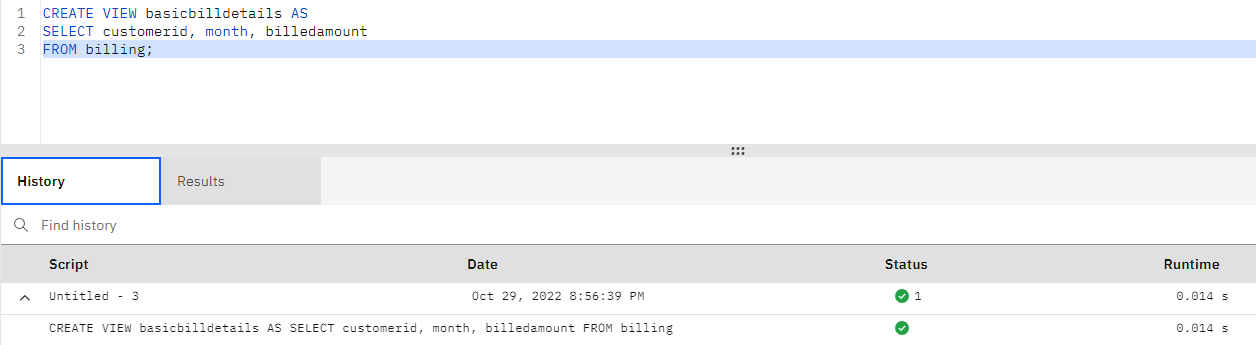 1 CREATE VIEW basicbilldetails AS
2 SELECT customerid, month, billedamount
3 FROM billing;
History Results
Find history
Script Date Status Runtime
Untitled - 3 Oct 29, 2022 8:56:39 PM 1 0.014 s
CREATE VIEW basicbilldetails AS SELECT customerid, month, billedamount FROM billing 0.014 s